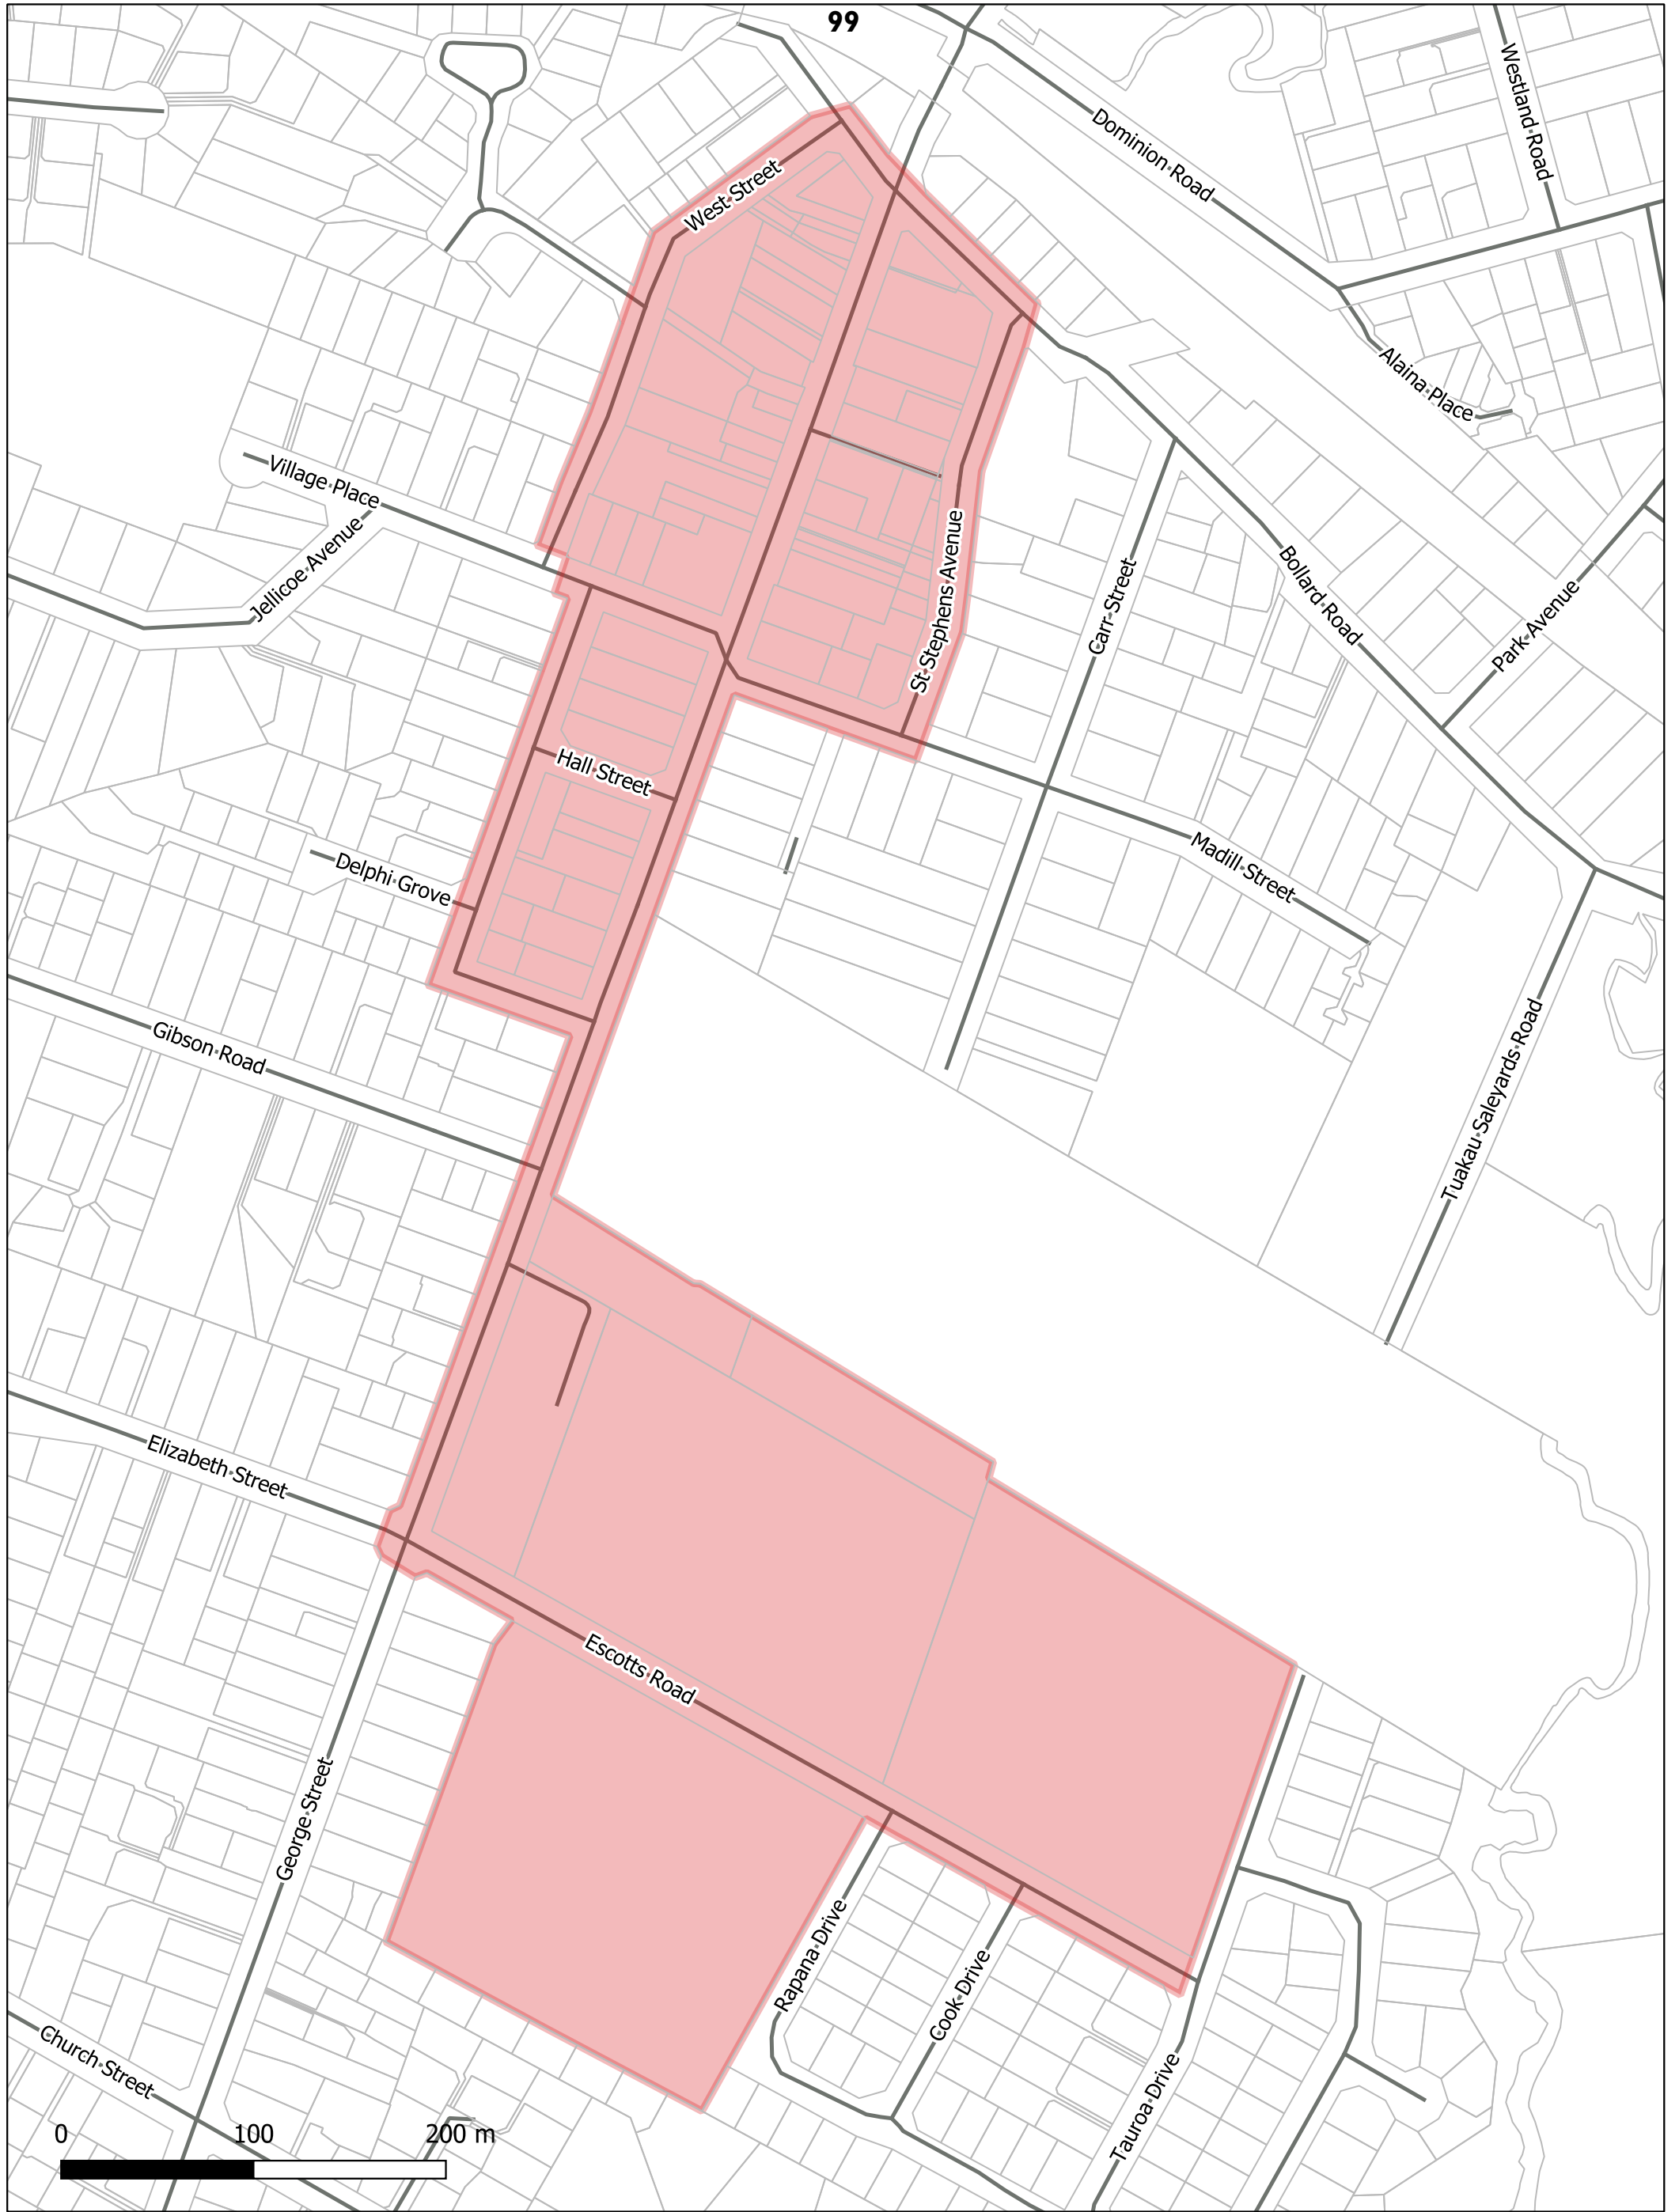 99
Westland Road
Dominion Road
West Street
Alaina Place
Village Place
Jellicoe Avenue
St Stephens Avenue
Carr Street
Bollard Road
Park Avenue
Hall Street
Delphi Grove
Madill Street
Gibson Road
Tuakau Saleyards Road
Elizabeth Street
Escotts Road
George Street
Rapana Drive
Cook Drive
Church Street
Tauroa Drive
0 100 200 m